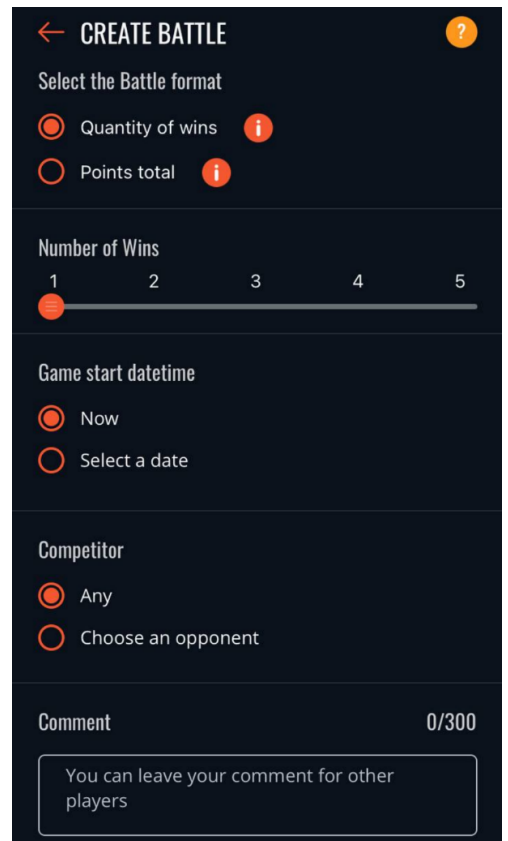 CREATE BATTLE ?
Select the Battle format
Quantity of wins i
Points total i
Number of Wins
1 2 3 4 5
Game start datetime
Now
Select a date
Competitor
Any
Choose an opponent
Comment 0/300
You can leave your comment for other
players